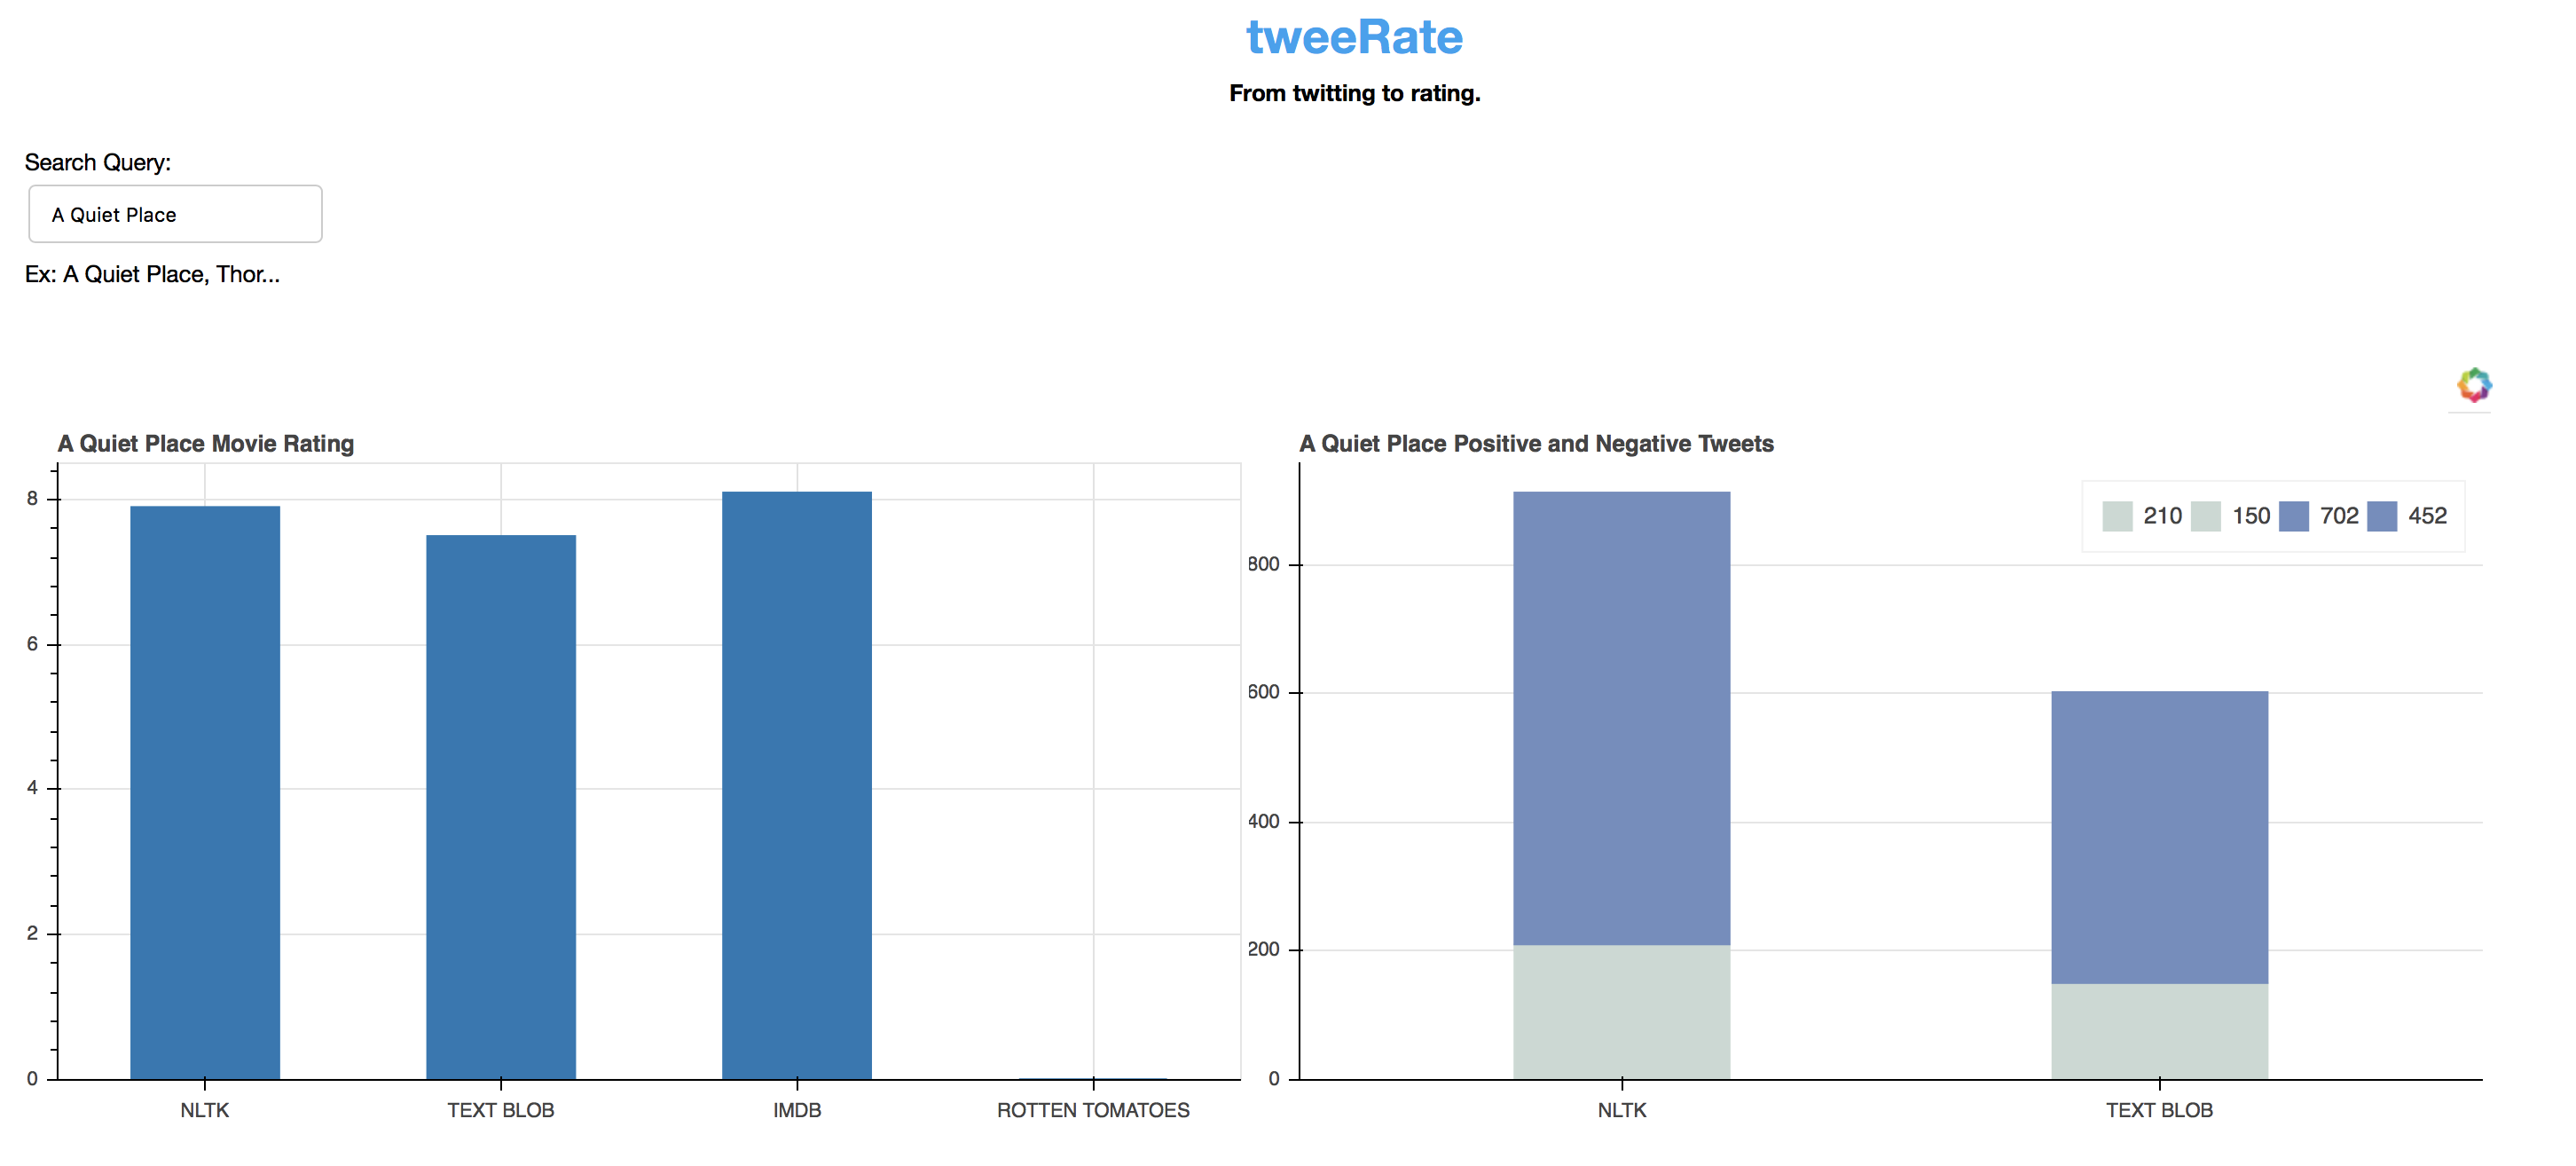 tweeRate
From twitting to rating.
Search Query:
A Quiet Place
Ex: A Quiet Place, Thor...
A Quiet Place Movie Rating
8
6
4
2
0
NLTK TEXT BLOB IMDB ROTTEN TOMATOES
A Quiet Place Positive and Negative Tweets
210 150 702 452
800
600
400
200
0
NLTK TEXT BLOB